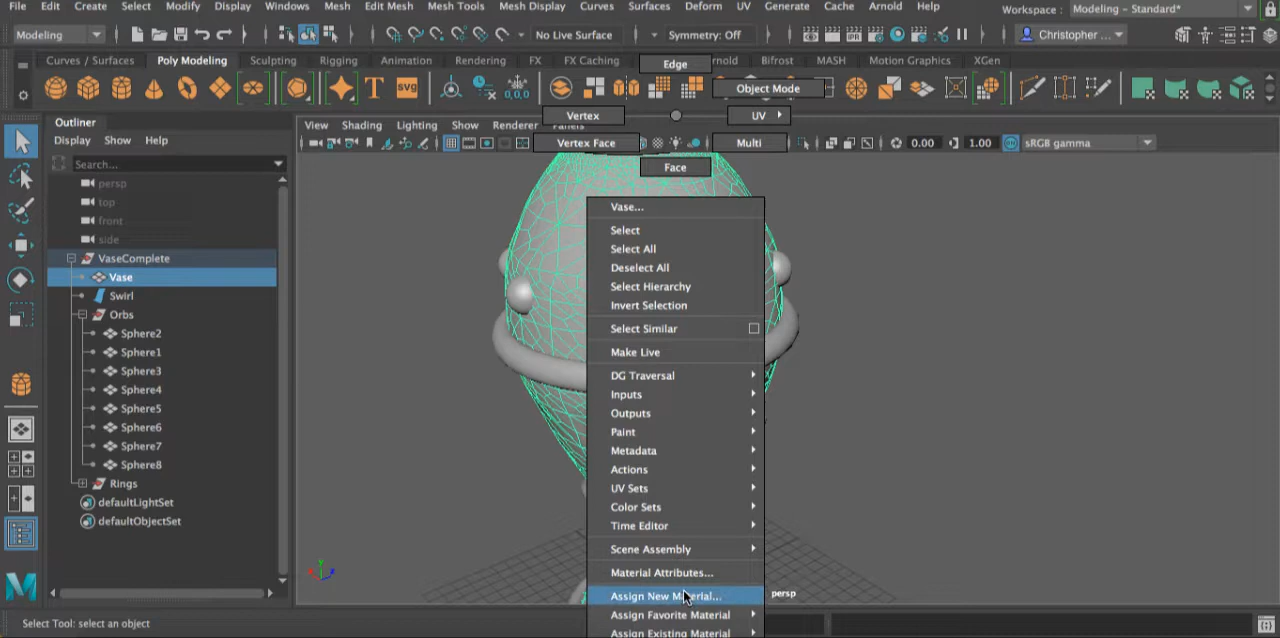 File Edit Create Select Modify Display Windows Mesh Edit Mesh Mesh Tools Mesh Display Curves Surfaces Deform UV Generate Cache Arnold Help Workspace : Modeling - Standard*
Modeling No Live Surface Symmetry: Off Christopher ...
Curves / Surfaces Poly Modeling Sculpting Rigging Animation Rendering FX FX Caching Edge rnold Bifrost MASH Motion Graphics XGen
T SVG 0,0,0 Object Mode
Vertex UV
Outliner
View Shading Lighting Show Renderer Panels
Display Show Help
Vertex Face Multi 0.00 1.00 sRGB gamma
Search...
Face
persp
top
front
side
VaseComplete
Vase
Swirl
Orbs
Sphere2
Sphere1
Sphere3
Sphere4
Sphere5
Sphere6
Sphere7
Sphere8
Rings
defaultLightSet
defaultObjectSet
Vase...
Select
Select All
Deselect All
Select Hierarchy
Invert Selection
Select Similar
Make Live
DG Traversal
Inputs
Outputs
Paint
Metadata
Actions
UV Sets
Color Sets
Time Editor
Scene Assembly
Material Attributes...
Assign New Material...
Assign Favorite Material
Assign Existing Material
persp
Select Tool: select an object